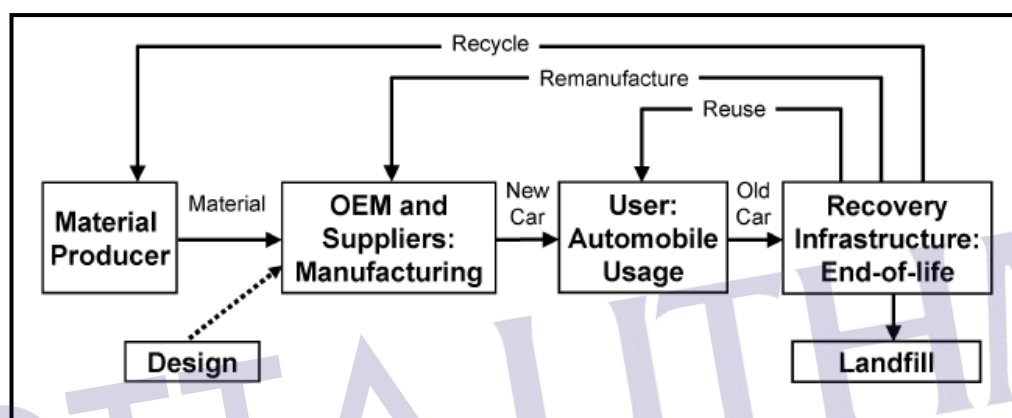 Recycle
Remanufacture
Reuse
Material
Producer
Material
OEM and
Suppliers:
Manufacturing
New
Car
User:
Automobile
Usage
Old
Car
Recovery
Infrastructure:
End-of-life
Design
Landfill